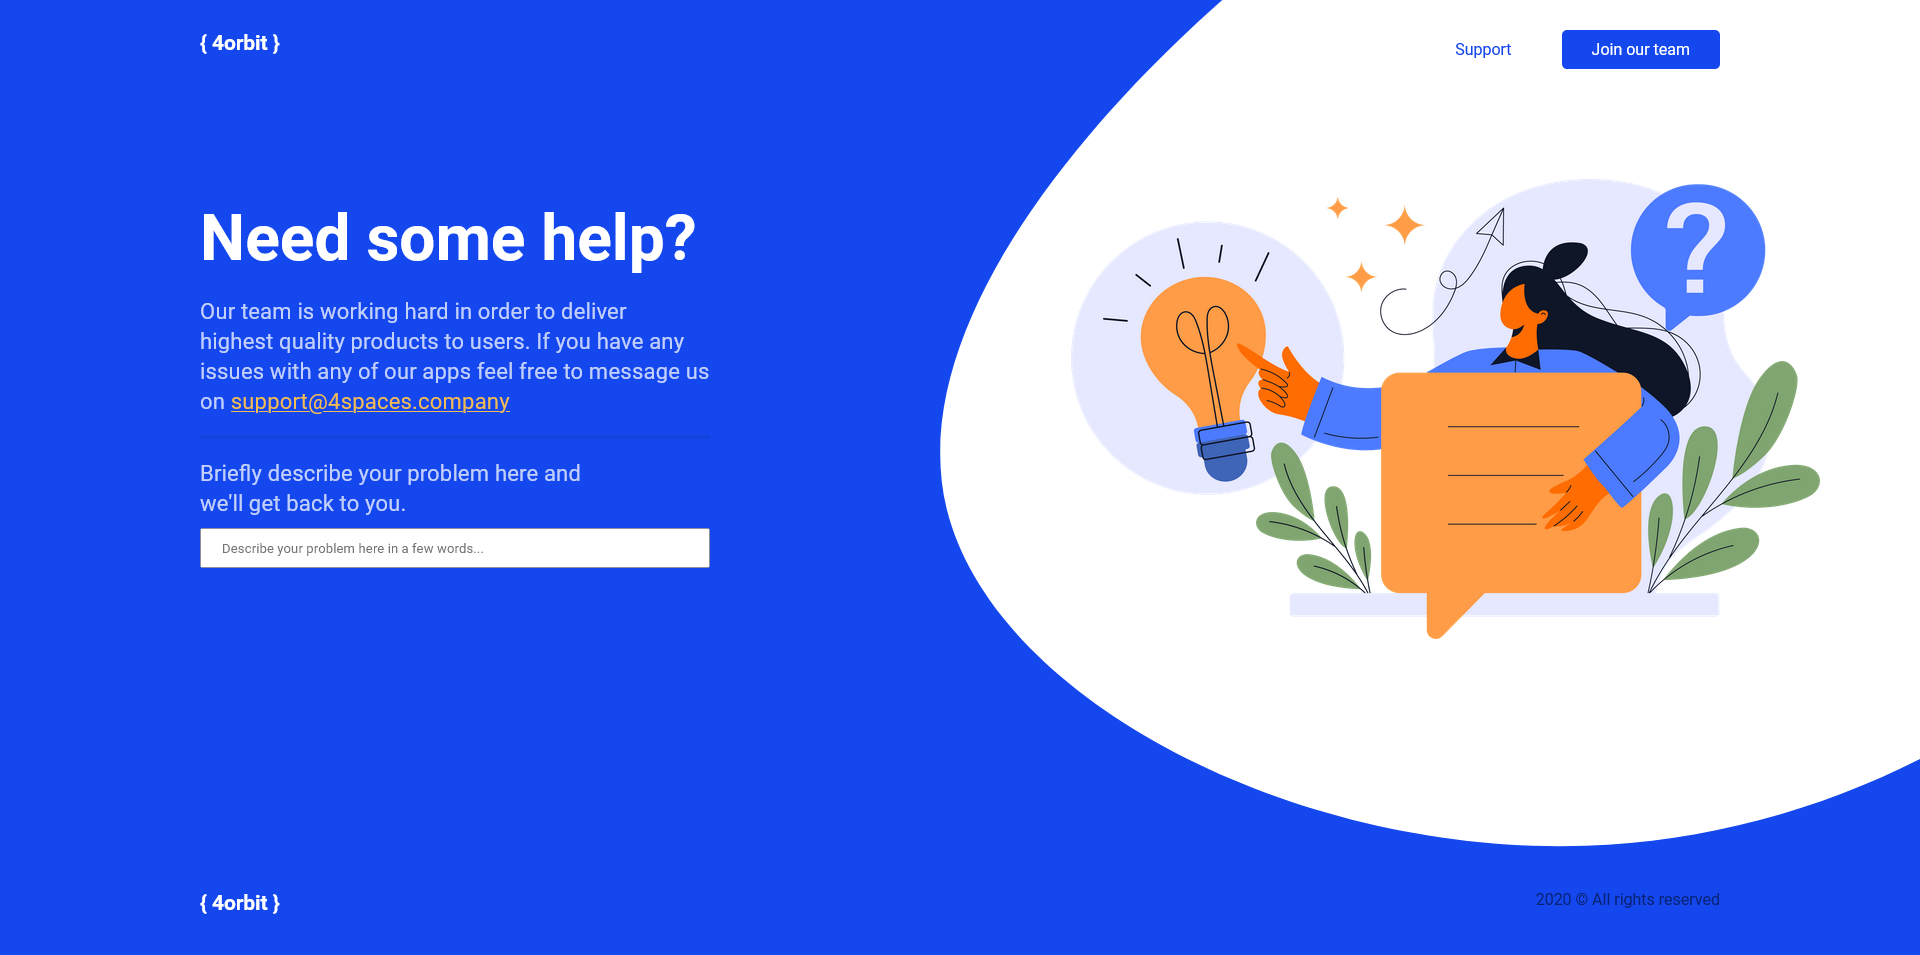 { 4orbit }
Support
Join our team
Need some help?
Our team is working hard in order to deliver
highest quality products to users. If you have any
issues with any of our apps feel free to message us
on support@4spaces.company
Briefly describe your problem here and
we'll get back to you.
Describe your problem here in a few words...
?
{ 4orbit }
2020 © All rights reserved